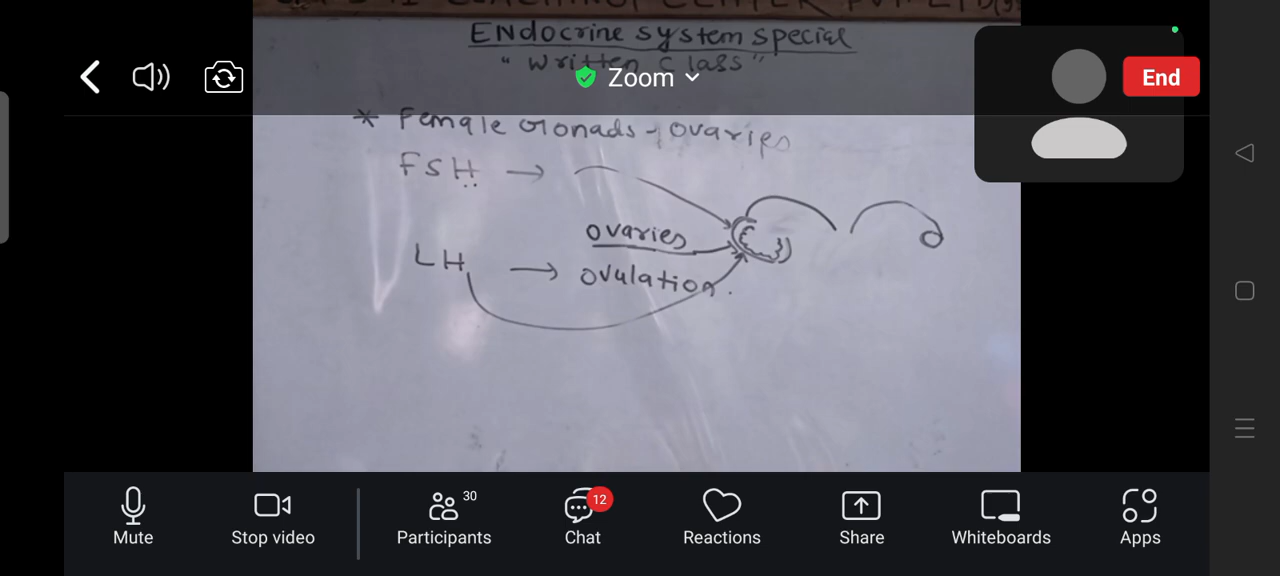 ENdocrine system special
" written class"
Zoom
End
* Female Gonads - ovaries
FSH →
ovaries
LH → ovulation.
Mute
Stop video
Participants 30
Chat 12
Reactions
Share
Whiteboards
Apps